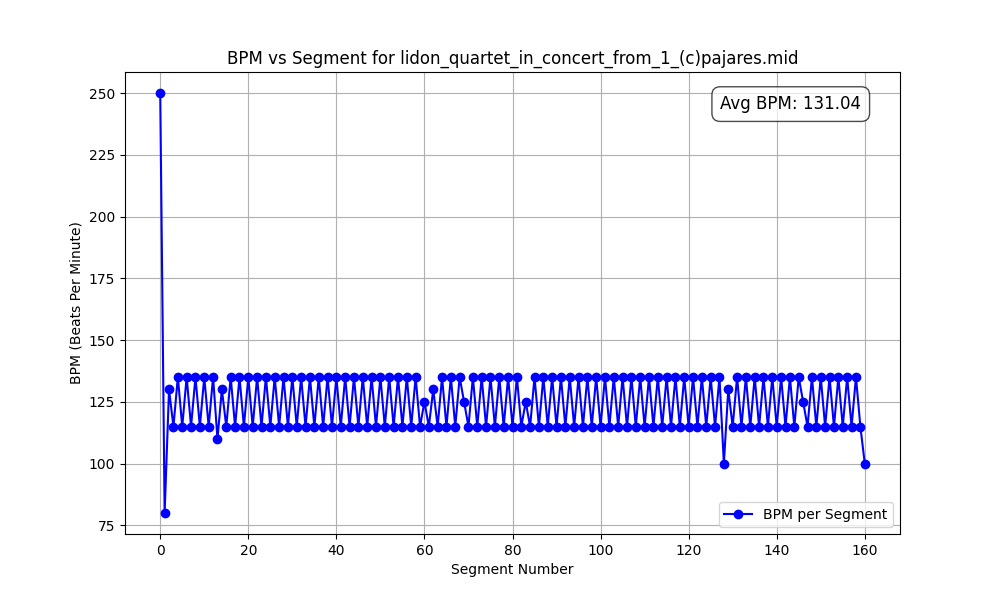 BPM vs Segment for lidon_quartet_in_concert_from_1_(c)pajares.mid
Avg BPM: 131.04
BPM (Beats Per Minute)
250
225
200
175
150
125
100
75
BPM per Segment
0 20 40 60 80 100 120 140 160
Segment Number